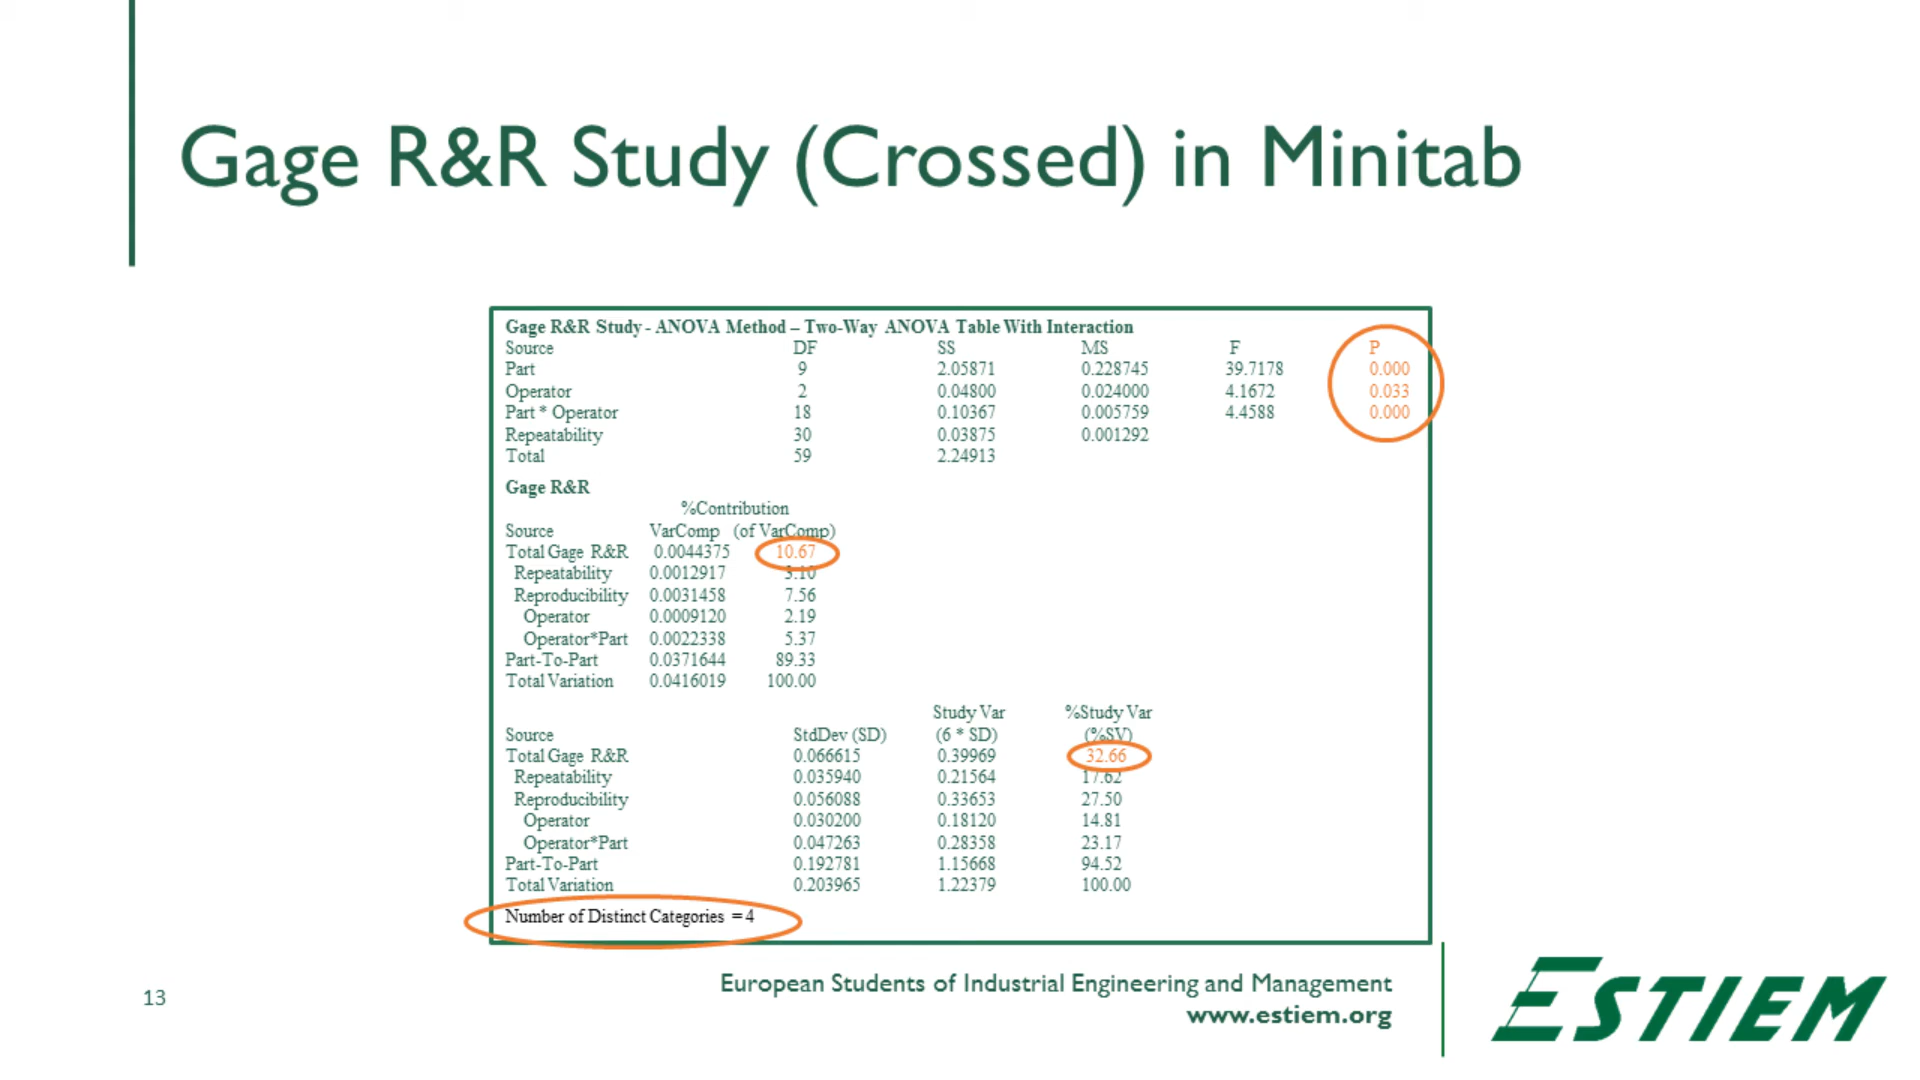 Gage R&R Study (Crossed) in Minitab
Gage R&R Study - ANOVA Method – Two-Way ANOVA Table With Interaction
Source DF SS MS F P
Part 9 2.05871 0.228745 39.7178 0.000
Operator 2 0.04800 0.024000 4.1672 0.033
Part * Operator 18 0.10367 0.005759 4.4588 0.000
Repeatability 30 0.03875 0.001292
Total 59 2.24913
Gage R&R
%Contribution
Source VarComp (of VarComp)
Total Gage R&R 0.0044375 10.67
Repeatability 0.0012917 3.10
Reproducibility 0.0031458 7.56
Operator 0.0009120 2.19
Operator*Part 0.0022338 5.37
Part-To-Part 0.0371644 89.33
Total Variation 0.0416019 100.00
Study Var %Study Var
Source StdDev (SD) (6 * SD) (%SV)
Total Gage R&R 0.066615 0.39969 32.66
Repeatability 0.035940 0.21564 17.62
Reproducibility 0.056088 0.33653 27.50
Operator 0.030200 0.18120 14.81
Operator*Part 0.047263 0.28358 23.17
Part-To-Part 0.192781 1.15668 94.52
Total Variation 0.203965 1.22379 100.00
Number of Distinct Categories = 4
13
European Students of Industrial Engineering and Management
www.estiem.org
ESTIEM